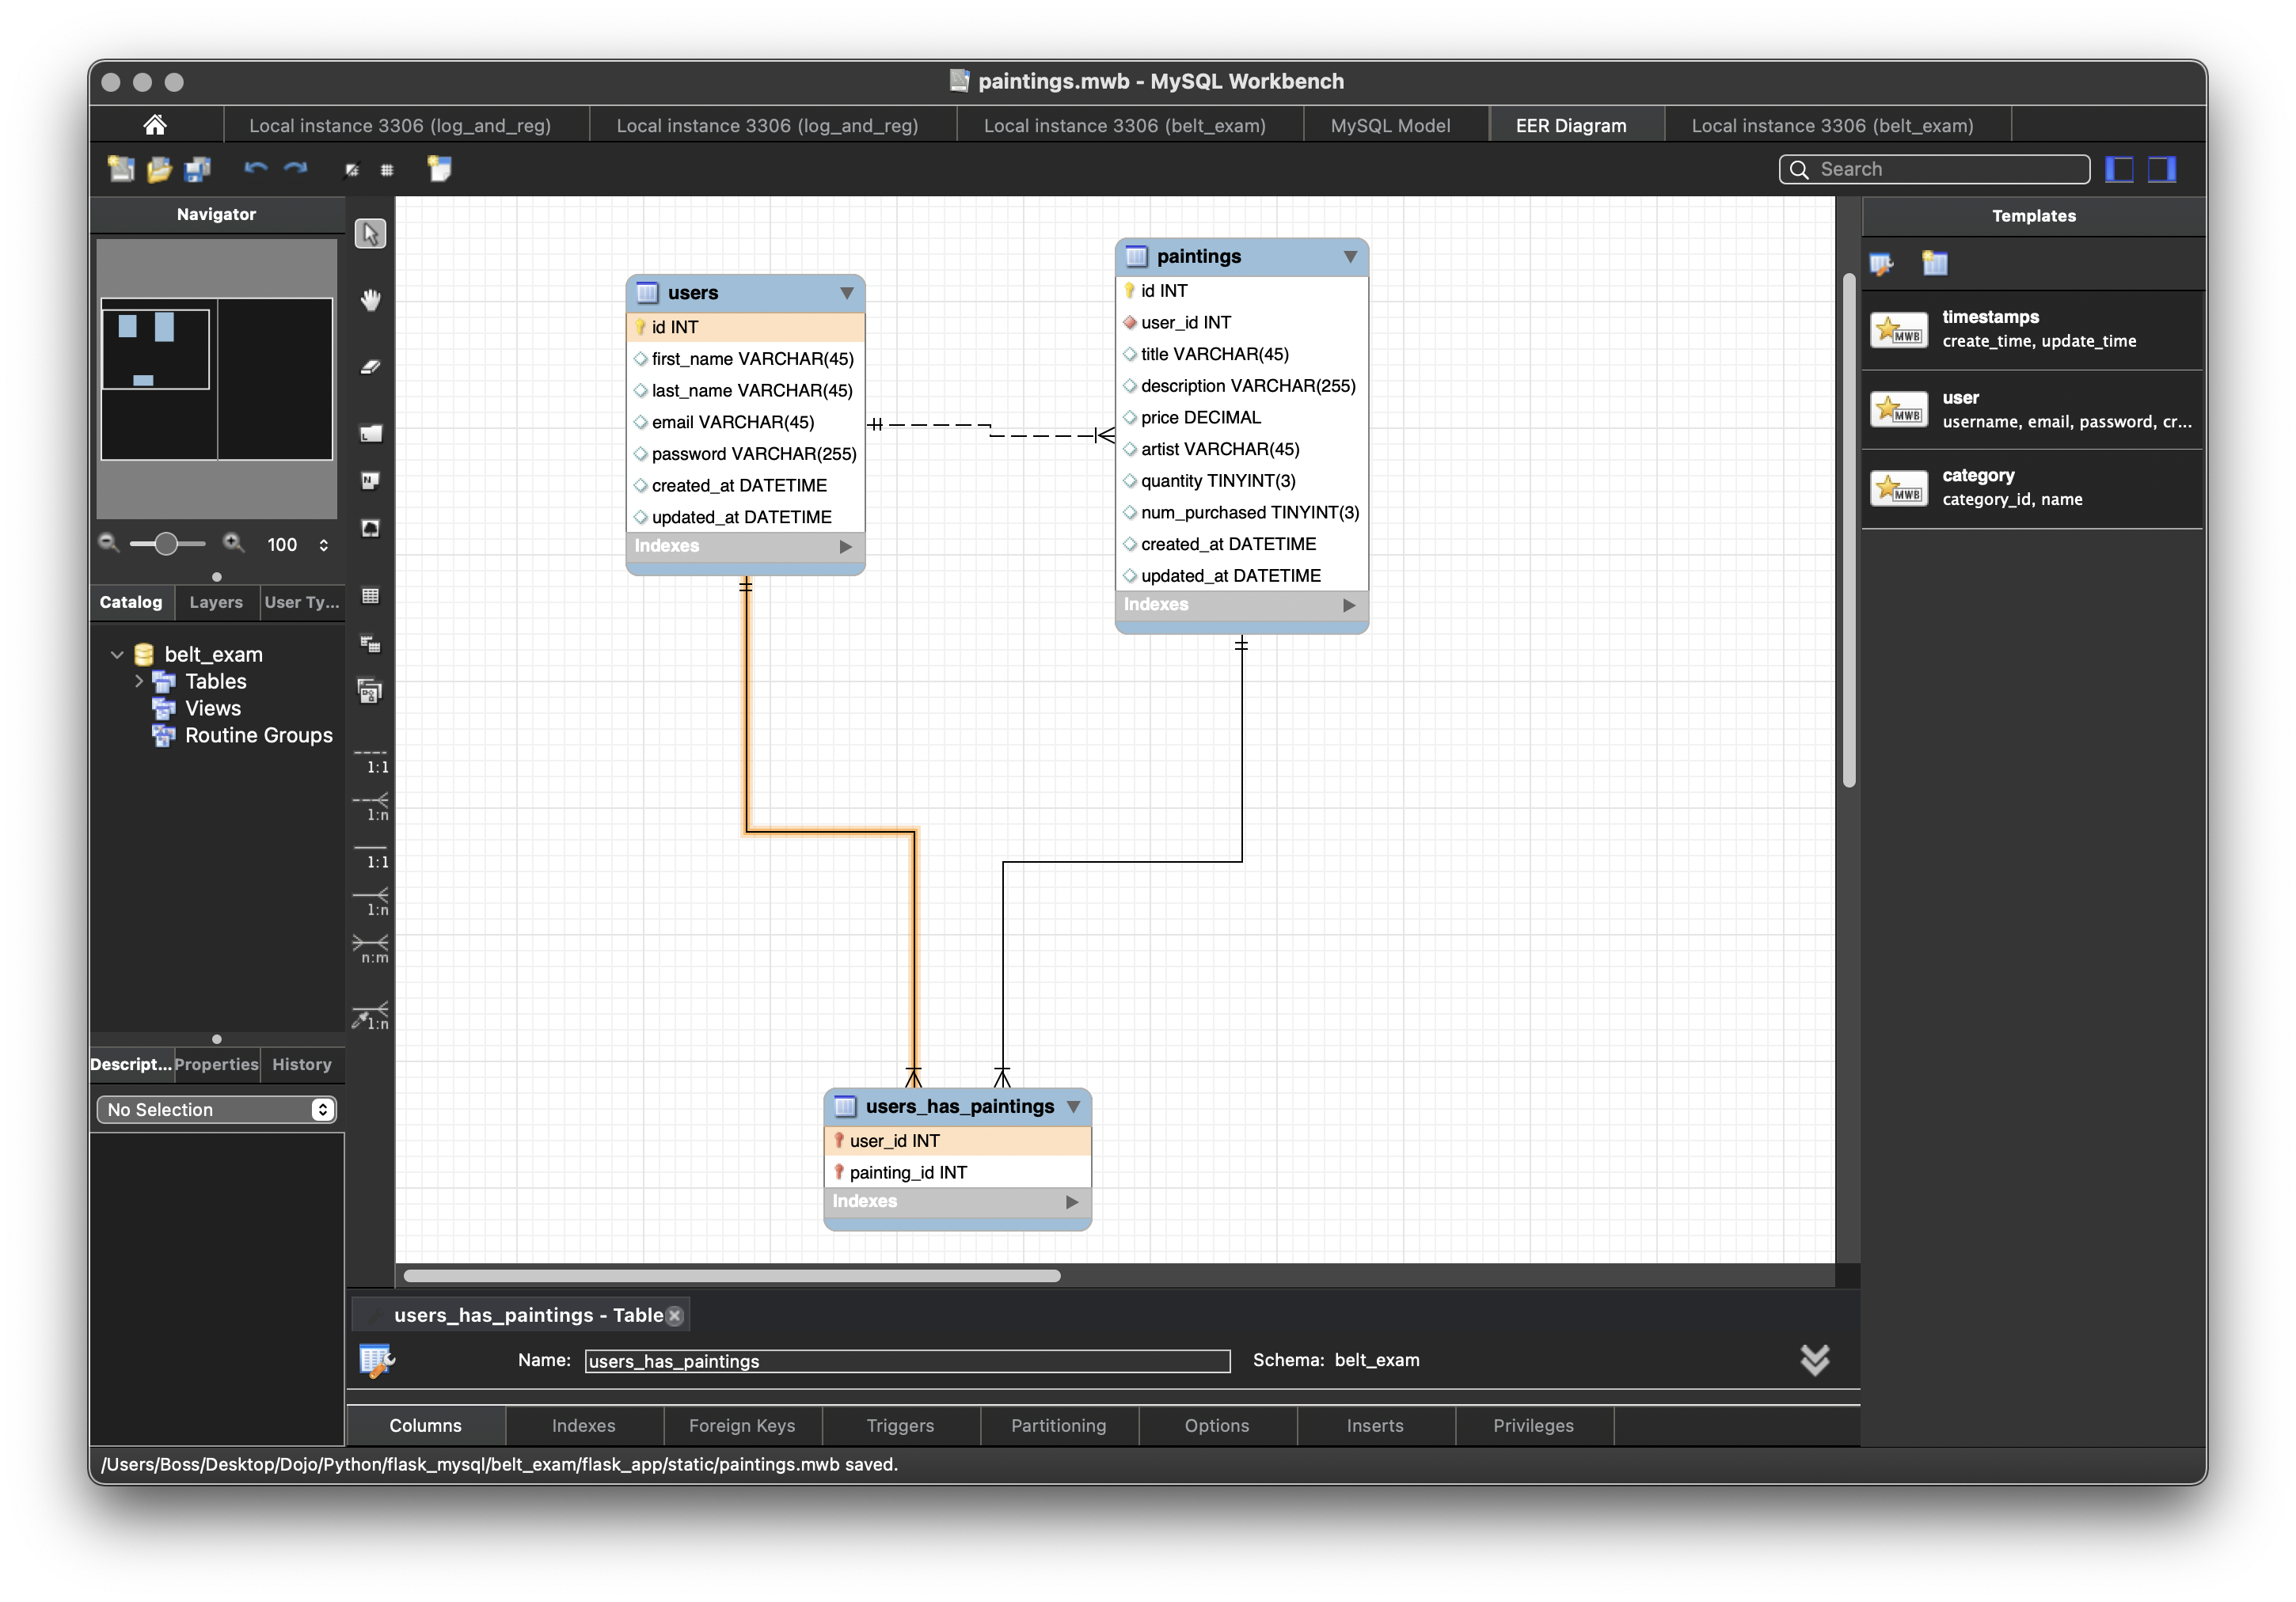 paintings.mwb - MySQL Workbench
Local instance 3306 (log_and_reg)
Local instance 3306 (log_and_reg)
Local instance 3306 (belt_exam)
MySQL Model
EER Diagram
Local instance 3306 (belt_exam)
Search
Navigator
100
Catalog
Layers
User Ty...
belt_exam
Tables
Views
Routine Groups
Descript...
Properties
History
No Selection
1:1
1:n
1:1
1:n
n:m
1:n
users
id INT
first_name VARCHAR(45)
last_name VARCHAR(45)
email VARCHAR(45)
password VARCHAR(255)
created_at DATETIME
updated_at DATETIME
Indexes
paintings
id INT
user_id INT
title VARCHAR(45)
description VARCHAR(255)
price DECIMAL
artist VARCHAR(45)
quantity TINYINT(3)
num_purchased TINYINT(3)
created_at DATETIME
updated_at DATETIME
Indexes
users_has_paintings
user_id INT
painting_id INT
Indexes
Templates
MWB
timestamps
create_time, update_time
MWB
user
username, email, password, cr...
MWB
category
category_id, name
users_has_paintings - Table
Name: users_has_paintings Schema: belt_exam
Columns
Indexes
Foreign Keys
Triggers
Partitioning
Options
Inserts
Privileges
/Users/Boss/Desktop/Dojo/Python/flask_mysql/belt_exam/flask_app/static/paintings.mwb saved.